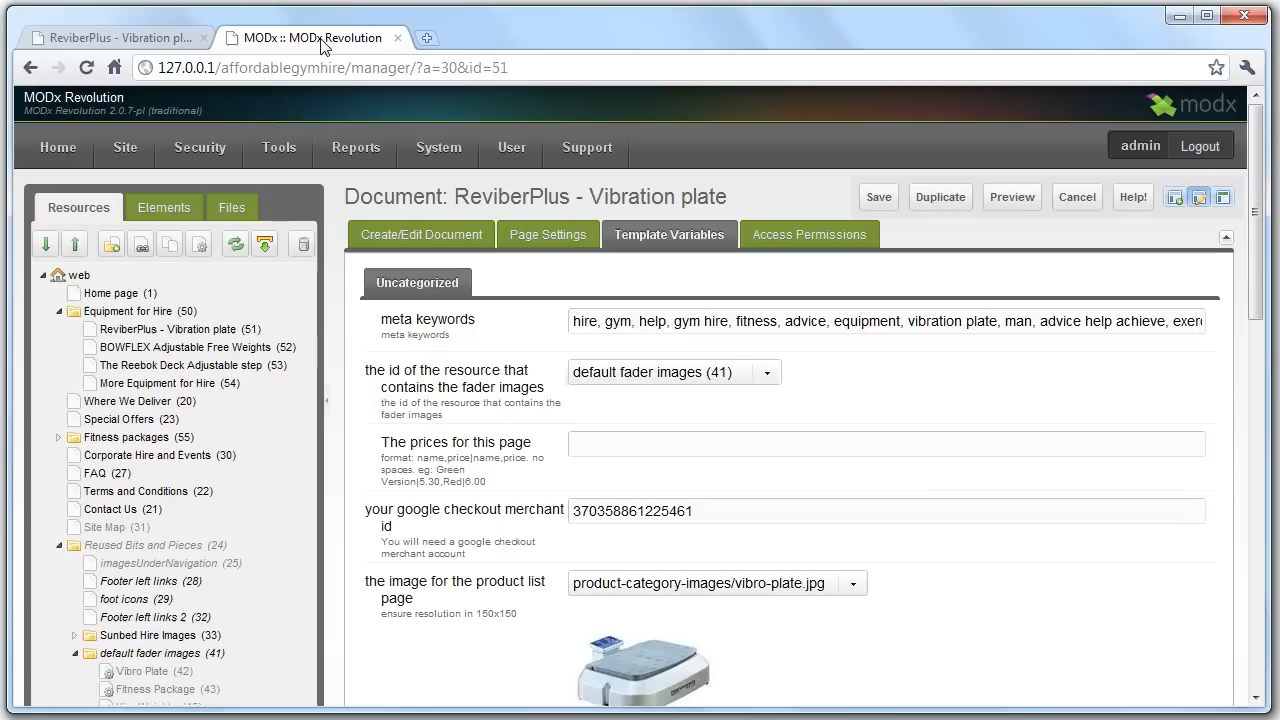 ReviberPlus - Vibration pl...
MODx :: MODx Revolution
127.0.0.1/affordablegymhire/manager/?a=30&id=51
MODx Revolution
MODx Revolution 2.0.7-pl (traditional)
modx
Home Site Security Tools Reports System User Support
admin Logout
Resources Elements Files
Document: ReviberPlus - Vibration plate
Save Duplicate Preview Cancel Help!
Create/Edit Document Page Settings Template Variables Access Permissions
web
Home page (1)
Equipment for Hire (50)
ReviberPlus - Vibration plate (51)
BOWFLEX Adjustable Free Weights (52)
The Reebok Deck Adjustable step (53)
More Equipment for Hire (54)
Where We Deliver (20)
Special Offers (23)
Fitness packages (55)
Corporate Hire and Events (30)
FAQ (27)
Terms and Conditions (22)
Contact Us (21)
Site Map (31)
Reused Bits and Pieces (24)
imagesUnderNavigation (25)
Footer left links (28)
foot icons (29)
Footer left links 2 (32)
Sunbed Hire Images (33)
default fader images (41)
Vibro Plate (42)
Fitness Package (43)
Uncategorized
meta keywords
meta keywords
hire, gym, help, gym hire, fitness, advice, equipment, vibration plate, man, advice help achieve, exerc
the id of the resource that
contains the fader images
the id of the resource that contains the
fader images
default fader images (41)
The prices for this page
format: name,price|name,price. no
spaces. eg: Green
Version|5.30,Red|6.00
your google checkout merchant
id
You will need a google checkout
merchant account
370358861225461
the image for the product list
page
ensure resolution in 150x150
product-category-images/vibro-plate.jpg